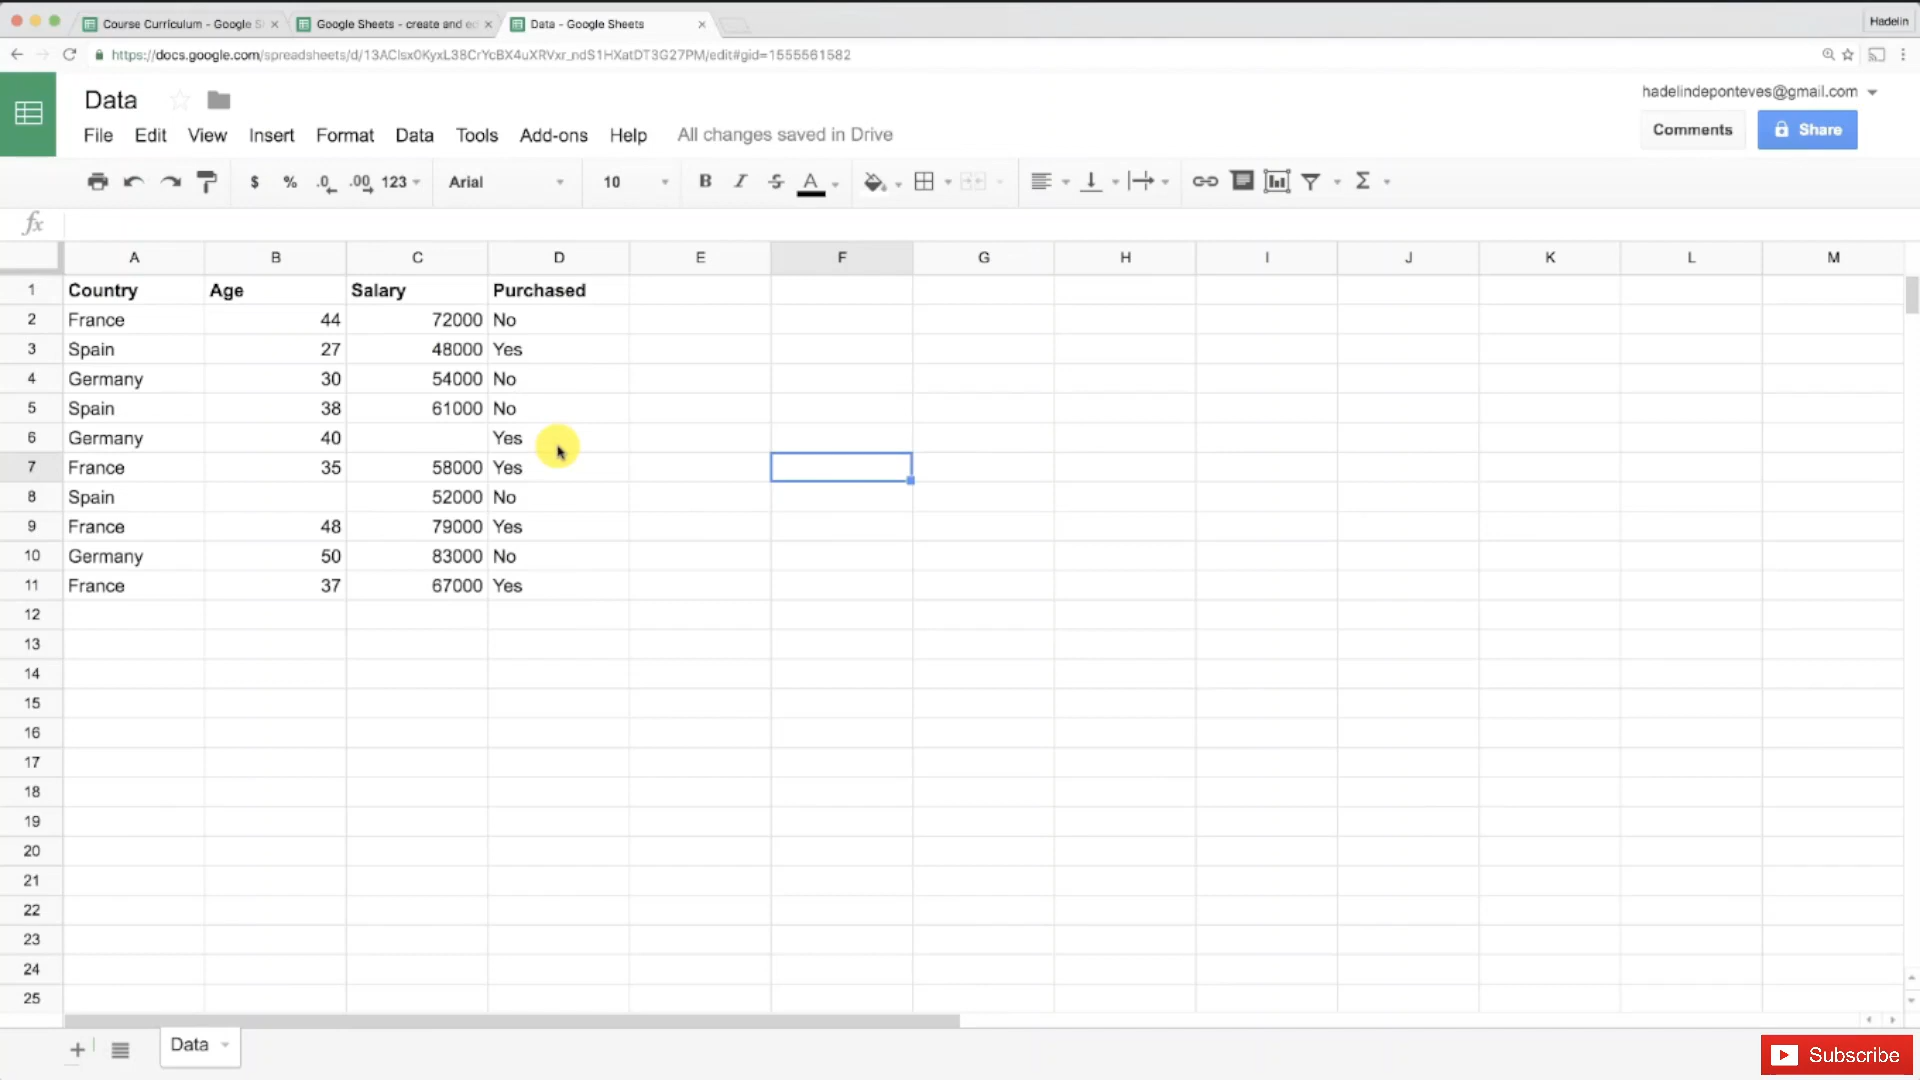 Course Curriculum - Google S
Google Sheets - create and ed
Data - Google Sheets
Hadelin
https://docs.google.com/spreadsheets/d/13AClsx0KyxL38CrYcBX4uXRVxr_ndS1HXatDT3G27PM/edit#gid=1555561582
Data
hadelindeponteves@gmail.com
File Edit View Insert Format Data Tools Add-ons Help All changes saved in Drive
Comments Share
$ % .0 .00 123 Arial 10 B I S A Σ
fx
A B C D E F G H I J K L M
1 Country Age Salary Purchased
2 France 44 72000 No
3 Spain 27 48000 Yes
4 Germany 30 54000 No
5 Spain 38 61000 No
6 Germany 40 Yes
7 France 35 58000 Yes
8 Spain 52000 No
9 France 48 79000 Yes
10 Germany 50 83000 No
11 France 37 67000 Yes
12
13
14
15
16
17
18
19
20
21
22
23
24
25
+ Data
Subscribe